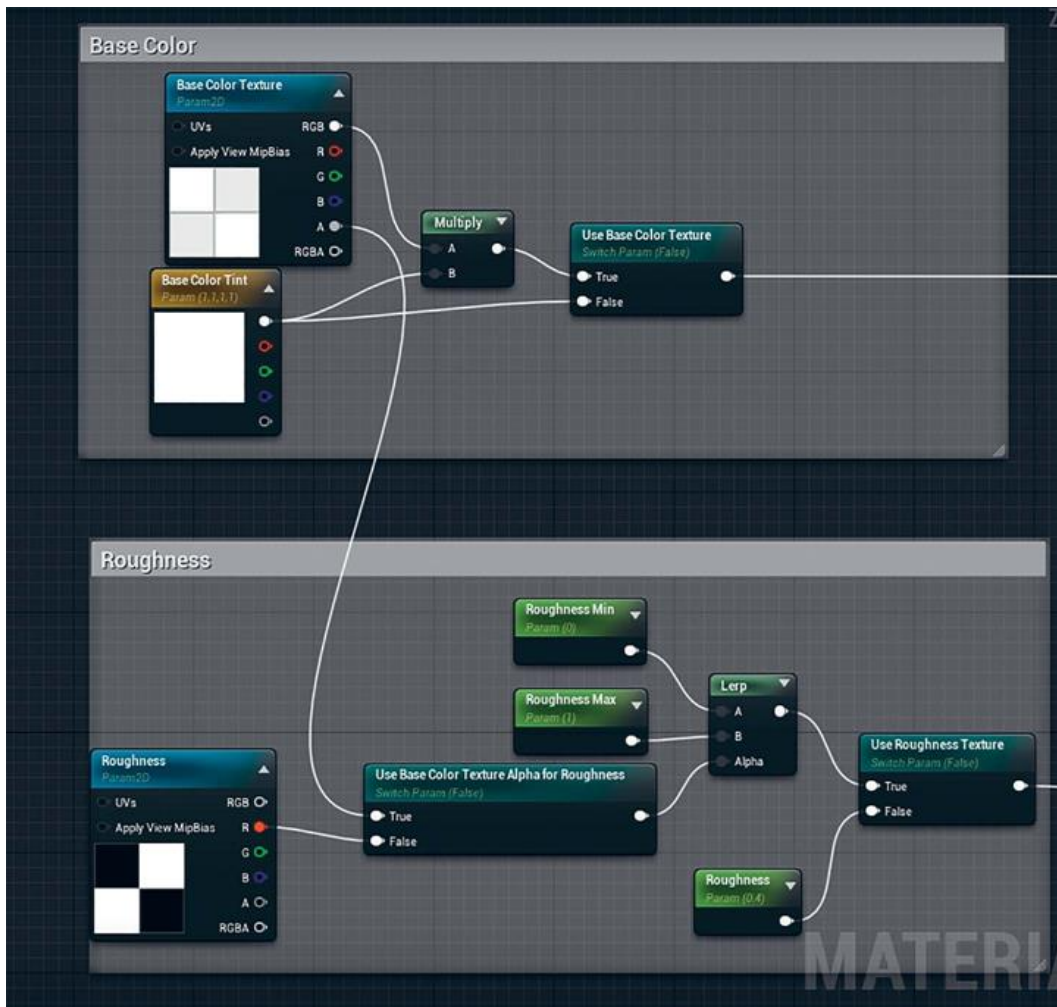 Base Color
Base Color Texture
Param2D
UVs RGB
Apply View MipBias R
G
B
A
RGBA
Multiply
A
B
Use Base Color Texture
Switch Param (False)
True
False
Base Color Tint
Param (1,1,1,1)
Roughness
Roughness Min
Param (0)
Roughness Max
Param (1)
Lerp
A
B
Alpha
Use Roughness Texture
Switch Param (False)
True
False
Roughness
Param2D
UVs RGB
Apply View MipBias R
G
B
A
RGBA
Use Base Color Texture Alpha for Roughness
Switch Param (False)
True
False
Roughness
Param (0.4)
MATERIA